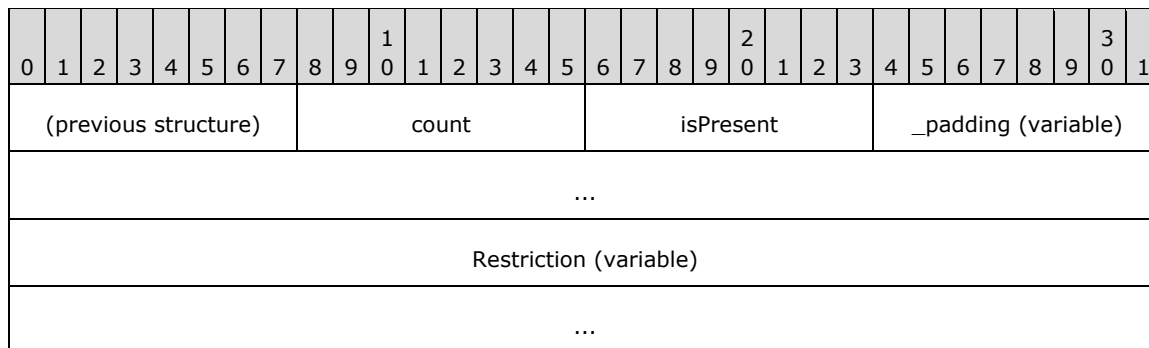 1 2 3
0 1 2 3 4 5 6 7 8 9 0 1 2 3 4 5 6 7 8 9 0 1 2 3 4 5 6 7 8 9 0 1
(previous structure) count isPresent _padding (variable)
...
Restriction (variable)
...